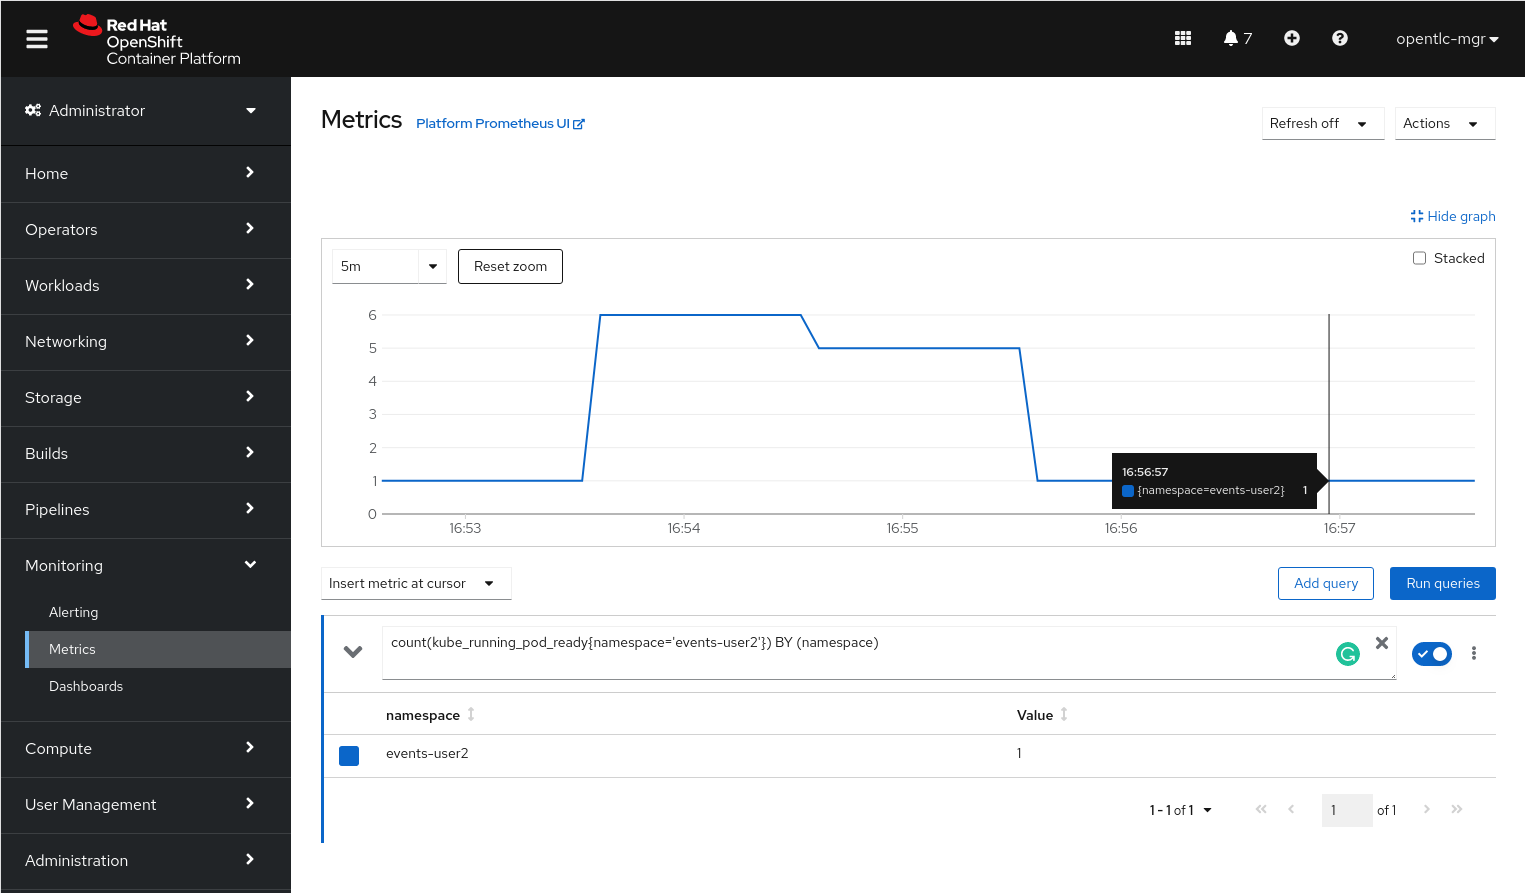 Red Hat
OpenShift
Container Platform
7
opentlc-mgr
Administrator
Home
Operators
Workloads
Networking
Storage
Builds
Pipelines
Monitoring
Alerting
Metrics
Dashboards
Compute
User Management
Administration
Metrics
Platform Prometheus UI
Refresh off
Actions
Hide graph
5m
Reset zoom
Stacked
6
5
4
3
2
1
0
16:56:57
{namespace=events-user2} 1
16:53 16:54 16:55 16:56 16:57
Insert metric at cursor
Add query
Run queries
count(kube_running_pod_ready{namespace='events-user2'}) BY (namespace)
namespace Value
events-user2 1
1 - 1 of 1
1 of 1